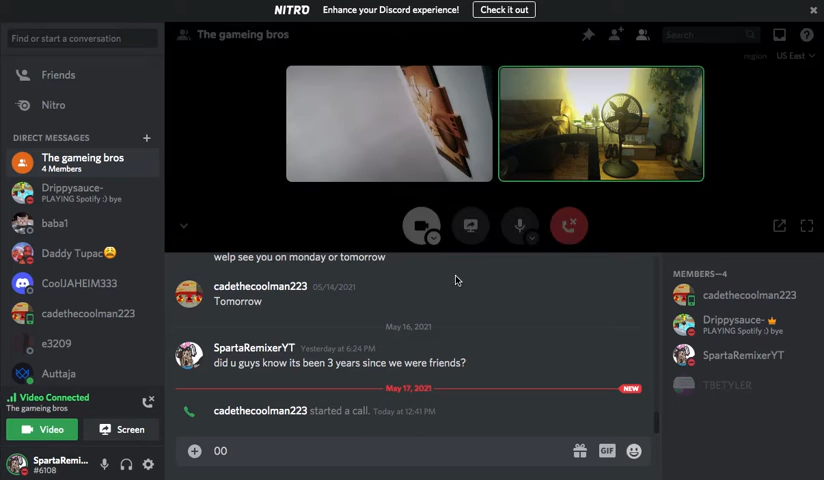 NITRO Enhance your Discord experience! Check it out
Find or start a conversation
The gameing bros
Search
region US East
Friends
Nitro
DIRECT MESSAGES
The gameing bros
4 Members
Drippysauce-
PLAYING Spotify :) bye
baba1
Daddy Tupac😩
CoolJAHEIM333
cadethecoolman223
e3209
Auttaja
Video Connected
The gameing bros
Video
Screen
SpartaRemi...
#6108
welp see you on monday or tomorrow
cadethecoolman223 05/14/2021
Tomorrow
May 16, 2021
SpartaRemixerYT Yesterday at 6:24 PM
did u guys know its been 3 years since we were friends?
May 17, 2021 NEW
cadethecoolman223 started a call. Today at 12:41 PM
00
GIF
MEMBERS—4
cadethecoolman223
Drippysauce-
PLAYING Spotify :) bye
SpartaRemixerYT
TBETYLER